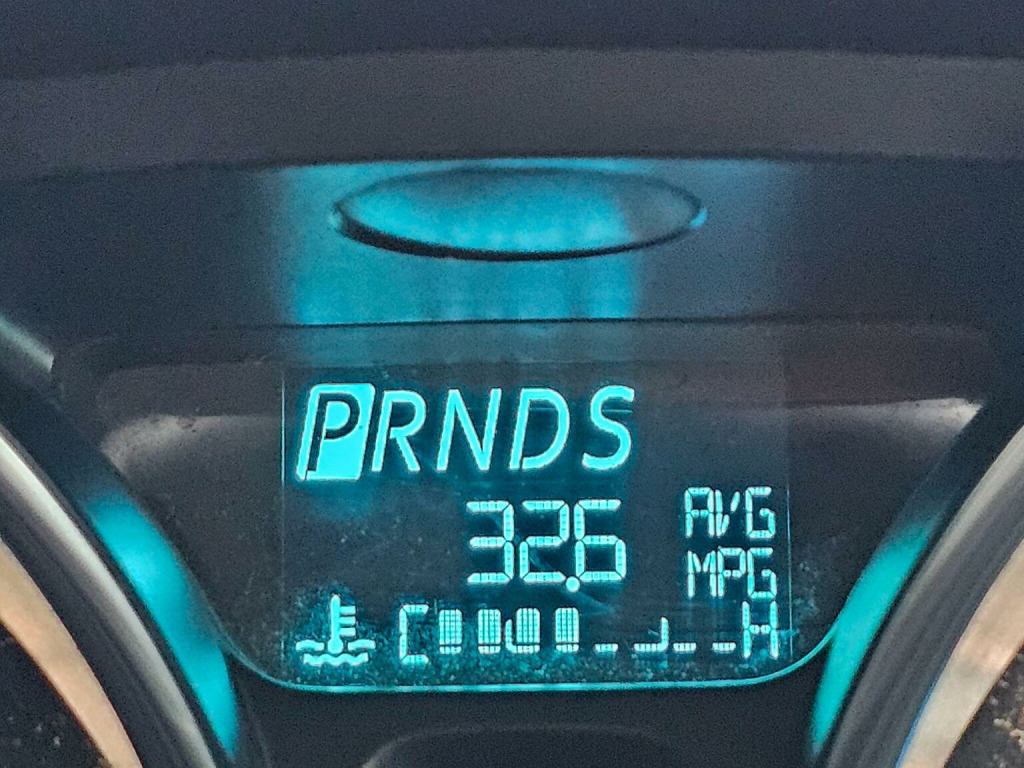 PRNDS
32.6 AVG
MPG
C H